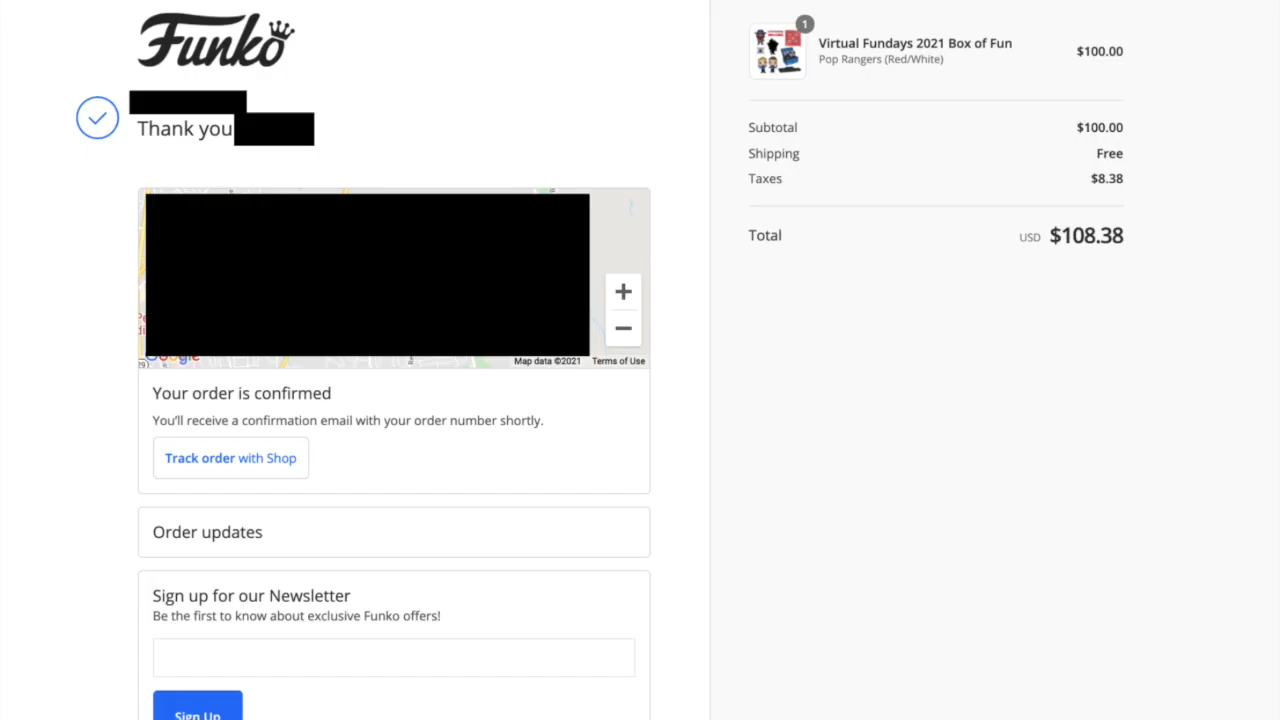 Funko
Thank you
Google
Map data ©2021 Terms of Use
Your order is confirmed
You'll receive a confirmation email with your order number shortly.
Track order with Shop
Order updates
Sign up for our Newsletter
Be the first to know about exclusive Funko offers!
Sign Up
1
Virtual Fundays 2021 Box of Fun
Pop Rangers (Red/White)
$100.00
Subtotal $100.00
Shipping Free
Taxes $8.38
Total USD $108.38